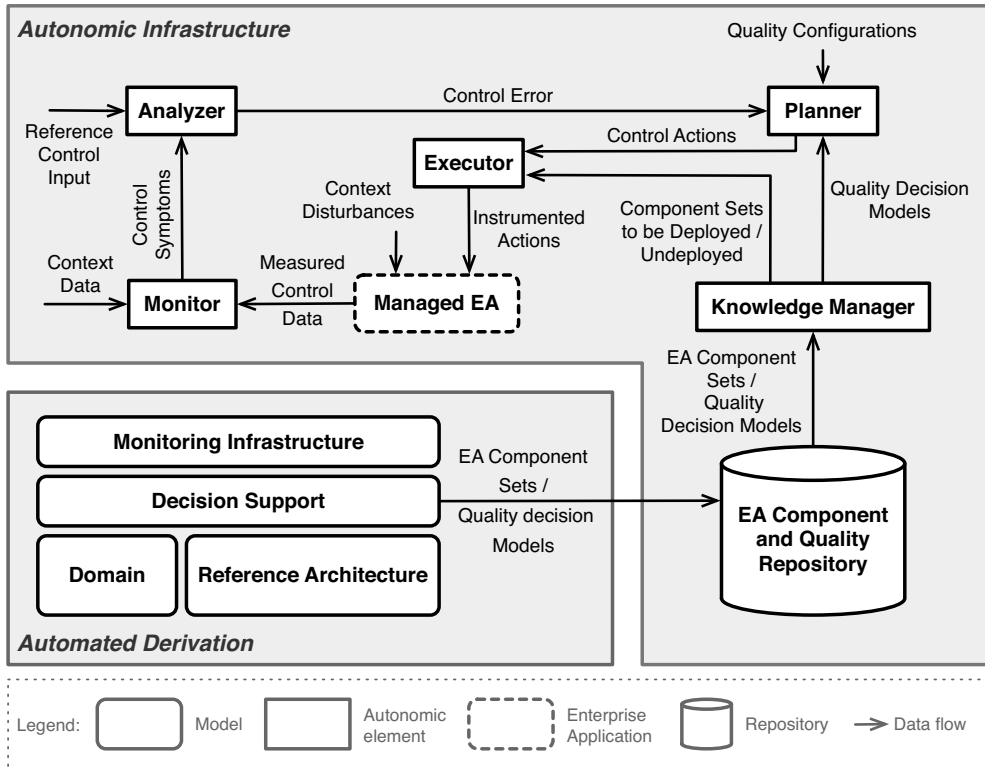 Autonomic Infrastructure
Quality Configurations
Analyzer
Control Error
Planner
Reference
Control
Input
Control Actions
Executor
Control
Symptoms
Context
Disturbances
Instrumented
Actions
Component Sets
to be Deployed /
Undeployed
Quality Decision
Models
Context
Data
Monitor
Measured
Control
Data
Managed EA
Knowledge Manager
EA Component
Sets /
Quality
Decision Models
Monitoring Infrastructure
Decision Support
Domain
Reference Architecture
EA Component
Sets /
Quality decision
Models
EA Component
and Quality
Repository
Automated Derivation
Legend:
Model
Autonomic
element
Enterprise
Application
Repository
Data flow